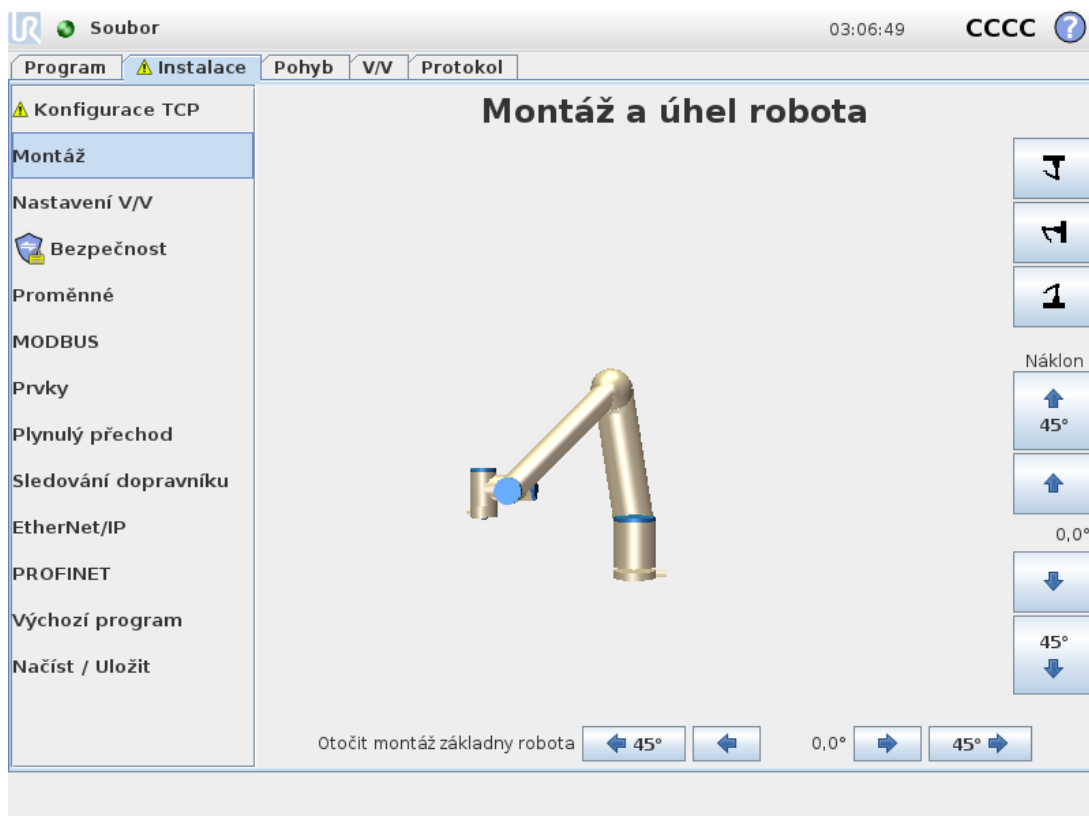 UR Soubor 03:06:49 CCCC ?
Program Instalace Pohyb V/V Protokol
Konfigurace TCP
Montáž
Nastavení V/V
Bezpečnost
Proměnné
MODBUS
Prvky
Plynulý přechod
Sledování dopravníku
EtherNet/IP
PROFINET
Výchozí program
Načíst / Uložit
Montáž a úhel robota
Náklon
45°
0,0°
45°
Otočit montáž základny robota 45° 0,0° 45°